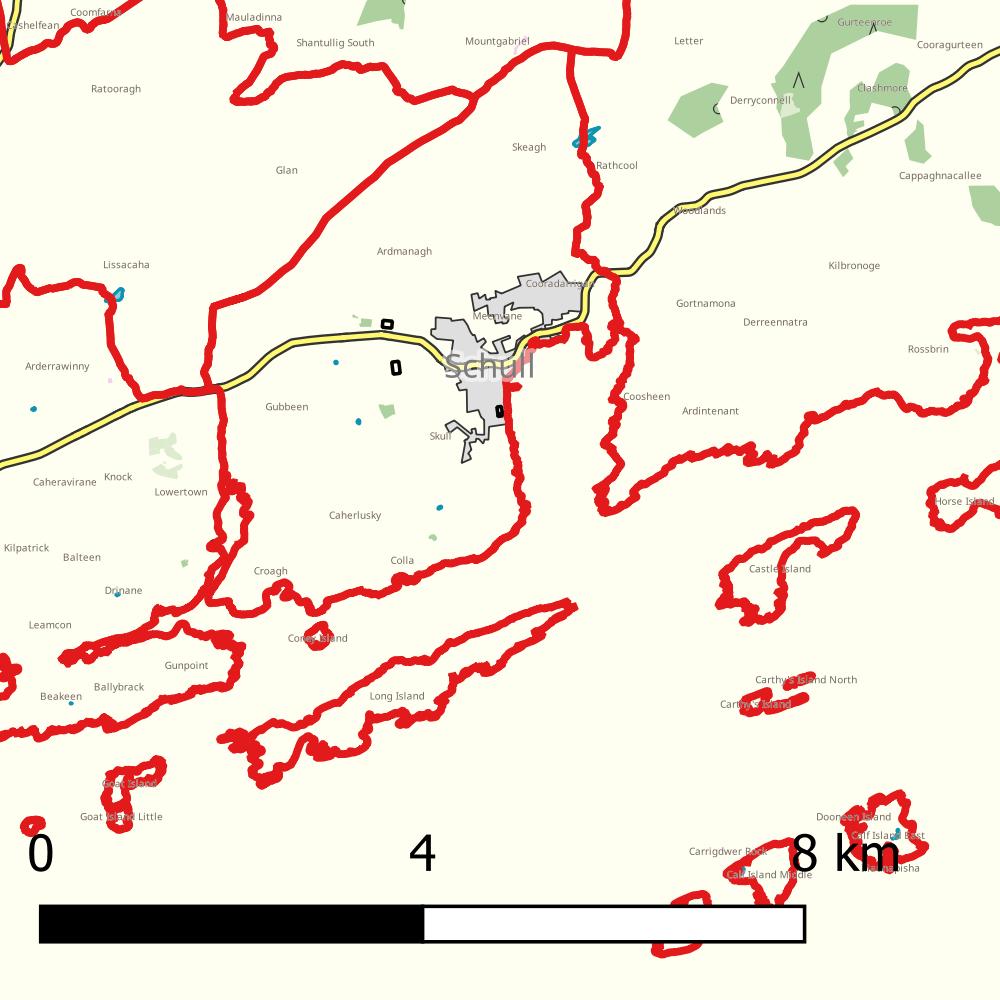 Coomfarna
Mauladinna
Cashelfean
Shantullig South
Mountgabriel
Letter
Gurteenroe
Cooragurteen
Ratooragh
Derryconnell
Clashmore
Skeagh
Rathcool
Glan
Cappaghnacallee
Woodlands
Ardmanagh
Lissacaha
Kilbronoge
Cooradarrigan
Gortnamona
Meenvane
Derreennatra
Rossbrin
Arderrawinny
Schull
Coosheen
Gubbeen
Ardintenant
Skull
Knock
Caheravirane
Lowertown
Horse Island
Caherlusky
Kilpatrick
Balteen
Colla
Croagh
Castle Island
Drinane
Leamcon
Coney Island
Gunpoint
Carthy's Island North
Ballybrack
Beakeen
Long Island
Carthy's Island
Goat Island
Goat Island Little
Dooneen Island
Calf Island East
Carrigdwer Rock
Calf Island Middle
0 4 8 km